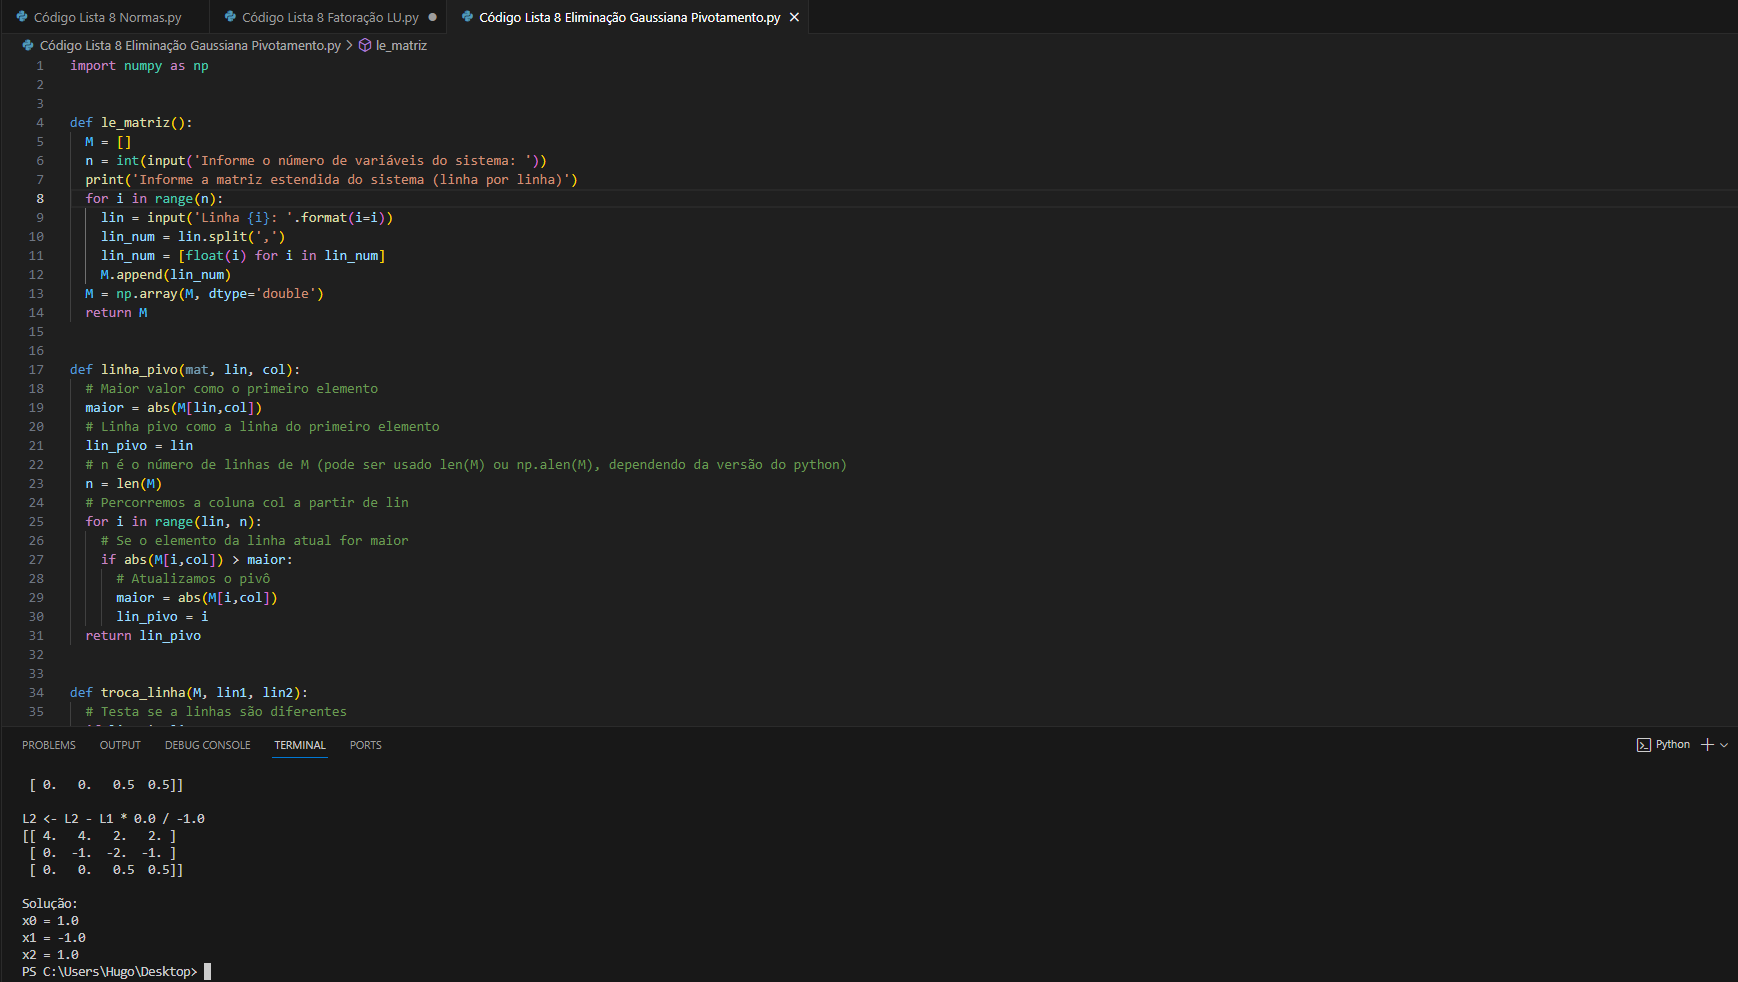 Código Lista 8 Normas.py Código Lista 8 Fatoração LU.py Código Lista 8 Eliminação Gaussiana Pivotamento.py
Código Lista 8 Eliminação Gaussiana Pivotamento.py > le_matriz
1 import numpy as np
2
3
4 def le_matriz():
5 M = []
6 n = int(input('Informe o número de variáveis do sistema: '))
7 print('Informe a matriz estendida do sistema (linha por linha)')
8 for i in range(n):
9 lin = input('Linha {i}: '.format(i=i))
10 lin_num = lin.split(',')
11 lin_num = [float(i) for i in lin_num]
12 M.append(lin_num)
13 M = np.array(M, dtype='double')
14 return M
15
16
17 def linha_pivo(mat, lin, col):
18 # Maior valor como o primeiro elemento
19 maior = abs(M[lin,col])
20 # Linha pivo como a linha do primeiro elemento
21 lin_pivo = lin
22 # n é o número de linhas de M (pode ser usado len(M) ou np.alen(M), dependendo da versão do python)
23 n = len(M)
24 # Percorremos a coluna col a partir de lin
25 for i in range(lin, n):
26 # Se o elemento da linha atual for maior
27 if abs(M[i,col]) > maior:
28 # Atualizamos o pivô
29 maior = abs(M[i,col])
30 lin_pivo = i
31 return lin_pivo
32
33
34 def troca_linha(M, lin1, lin2):
35 # Testa se a linhas são diferentes
PROBLEMS OUTPUT DEBUG CONSOLE TERMINAL PORTS
Python
[ 0. 0. 0.5 0.5]]
L2 <- L2 - L1 * 0.0 / -1.0
[[ 4. 4. 2. 2. ]
[ 0. -1. -2. -1. ]
[ 0. 0. 0.5 0.5]]
Solução:
x0 = 1.0
x1 = -1.0
x2 = 1.0
PS C:\Users\Hugo\Desktop>